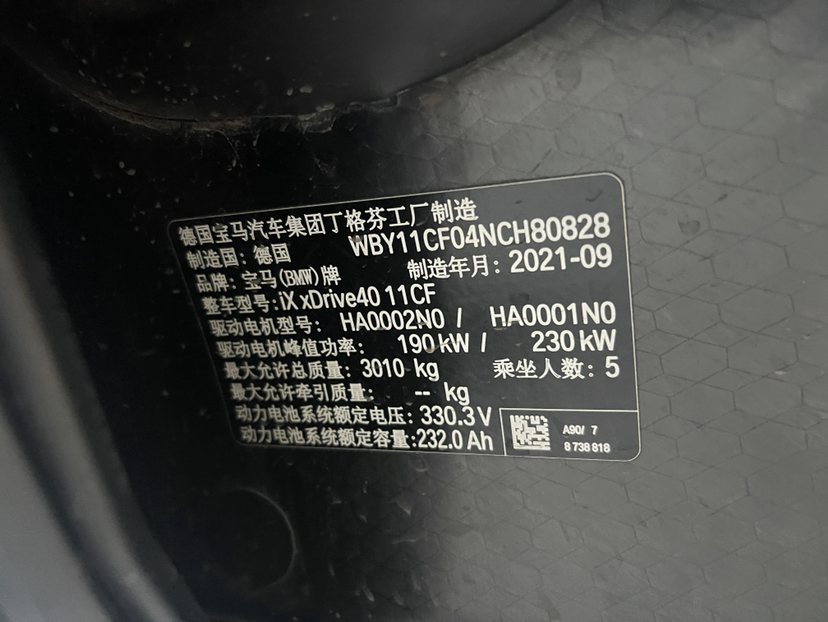 德国宝马汽车集团丁格芬工厂制造
制造国: 德国 WBY11CF04NCH80828
品牌: 宝马(BMW)牌 制造年月: 2021-09
整车型号: iX xDrive40 11CF
驱动电机型号: HA0002N0 / HA0001N0
驱动电机峰值功率: 190 kW / 230 kW
最大允许总质量: 3010 kg 乘坐人数: 5
最大允许牵引质量: -- kg
动力电池系统额定电压: 330.3 V
动力电池系统额定容量: 232.0 Ah
A90/ 7
8 738 818